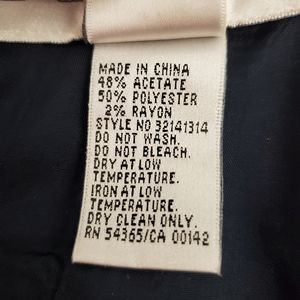 MADE IN CHINA
48% ACETATE
50% POLYESTER
2% RAYON
STYLE NO 32141314
DO NOT WASH.
DO NOT BLEACH.
DRY AT LOW
TEMPERATURE.
IRON AT LOW
TEMPERATURE.
DRY CLEAN ONLY.
RN 54365/CA 00142